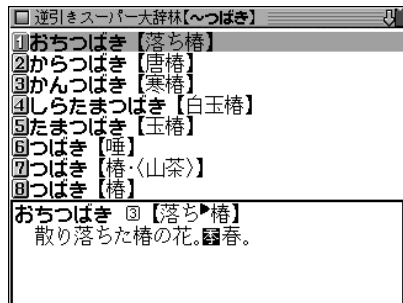 逆引きスーパー大辞林【～つばき】
1おちつばき【落ち椿】
2からつばき【唐椿】
3かんつばき【寒椿】
4しらたまつばき【白玉椿】
5たまつばき【玉椿】
6つばき【唾】
7つばき【椿・〈山茶〉】
8つばき【椿】
おちつばき 3【落ち▶椿】
散り落ちた椿の花。季春。